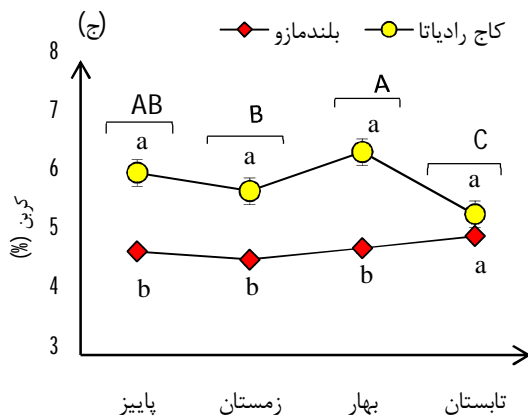 (ج)
کاج رادیاتا
بلندمازو
8
7
6
5
4
3
کربن (%)
AB
B
A
C
a
a
a
a
b
b
b
a
پاییز
زمستان
بهار
تابستان